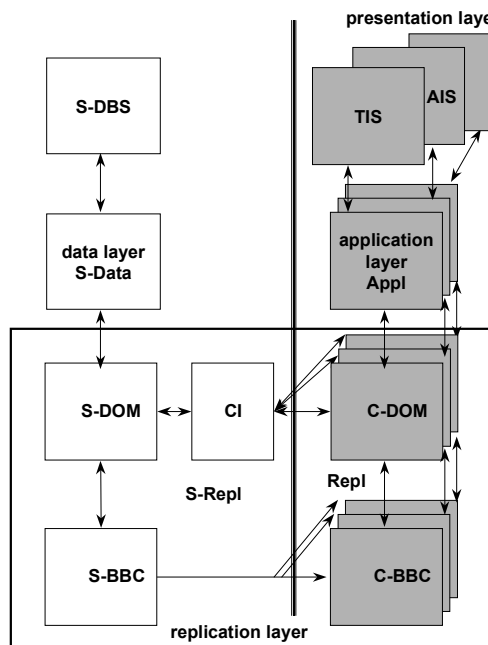 presentation laye
S-DBS
TIS
AIS
data layer
S-Data
application
layer
Appl
S-DOM
CI
C-DOM
S-Repl
Repl
S-BBC
C-BBC
replication layer